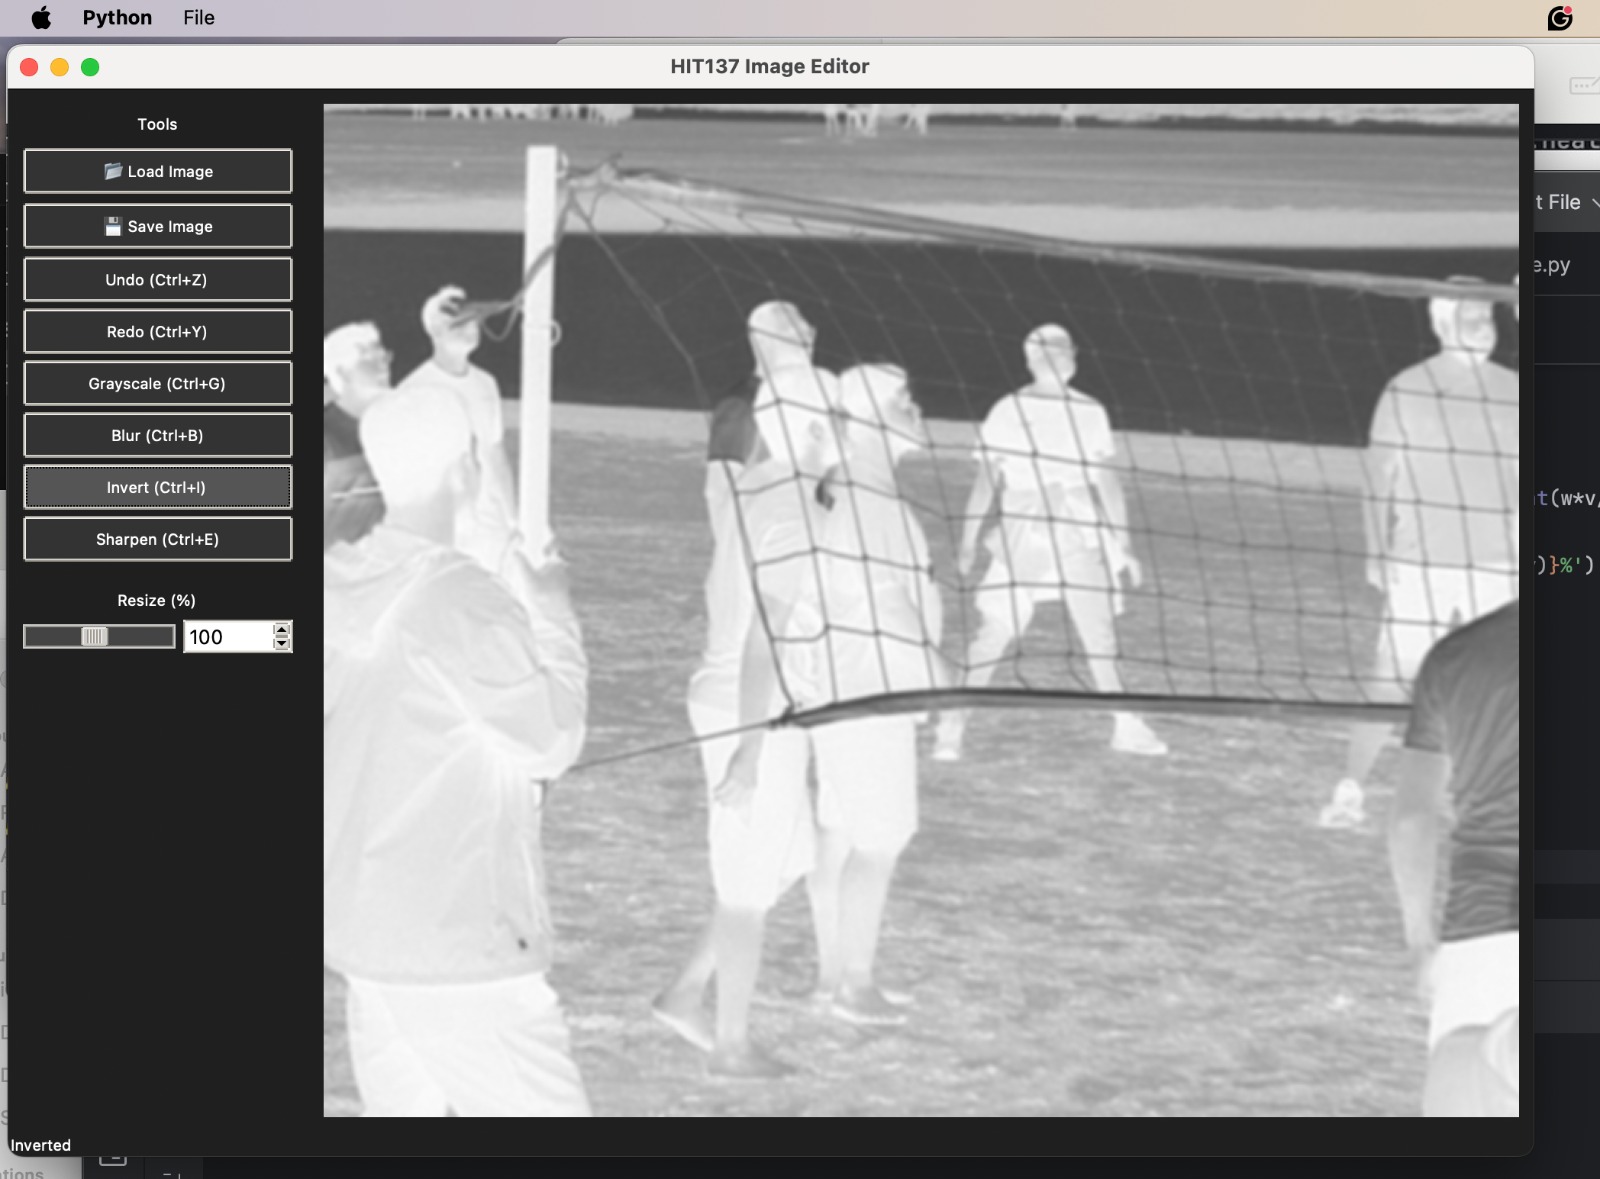 Python File
HIT137 Image Editor
Tools
Load Image
Save Image
Undo (Ctrl+Z)
Redo (Ctrl+Y)
Grayscale (Ctrl+G)
Blur (Ctrl+B)
Invert (Ctrl+I)
Sharpen (Ctrl+E)
Resize (%)
100
Inverted
t File
e.py
t(w*v
)}%')
tions